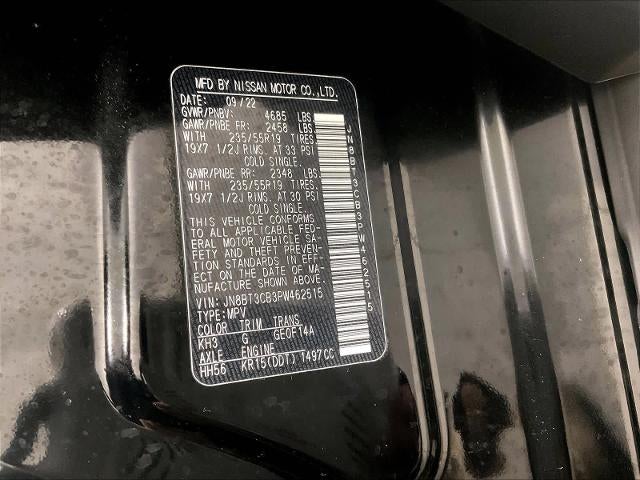 MFD BY NISSAN MOTOR CO.,LTD.
DATE: 09/22
GVWR/PNBV: 4685 LBS
GAWR/PNBE FR: 2458 LBS
WITH 235/55R19 TIRES
19X7 1/2J RIMS, AT 33 PSI
COLD SINGLE.
GAWR/PNBE RR: 2348 LBS
WITH 235/55R19 TIRES,
19X7 1/2J RIMS, AT 30 PSI
COLD SINGLE.
THIS VEHICLE CONFORMS
TO ALL APPLICABLE FED-
ERAL MOTOR VEHICLE SA-
FETY AND THEFT PREVEN-
TION STANDARDS IN EFF-
ECT ON THE DATE OF MA-
NUFACTURE SHOWN ABOVE.
VIN: JN8BT3CB3PW462515
TYPE: MPV
COLOR TRIM TRANS
KH3 G GE0FT4A
AXLE ENGINE
HH56 KR15(DDT) 1497CC
JN8BT3CB3PW462515